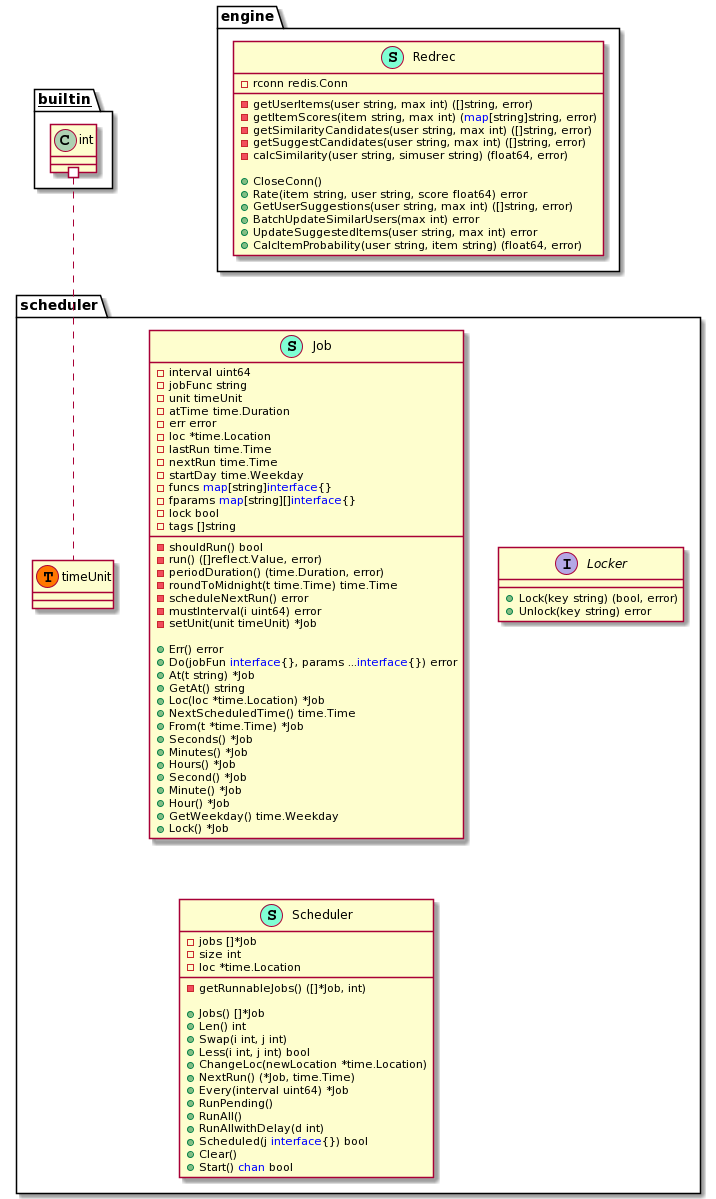 engine
S Redrec
rconn redis.Conn
getUserItems(user string, max int) ([]string, error)
getItemScores(item string, max int) (map[string]string, error)
getSimilarityCandidates(user string, max int) ([]string, error)
getSuggestCandidates(user string, max int) ([]string, error)
calcSimilarity(user string, simuser string) (float64, error)
CloseConn()
Rate(item string, user string, score float64) error
GetUserSuggestions(user string, max int) ([]string, error)
BatchUpdateSimilarUsers(max int) error
UpdateSuggestedItems(user string, max int) error
CalcItemProbability(user string, item string) (float64, error)
builtin
C int
scheduler
S Job
interval uint64
jobFunc string
unit timeUnit
atTime time.Duration
err error
loc *time.Location
lastRun time.Time
nextRun time.Time
startDay time.Weekday
funcs map[string]interface{}
fparams map[string][]interface{}
lock bool
tags []string
shouldRun() bool
run() ([]reflect.Value, error)
periodDuration() (time.Duration, error)
roundToMidnight(t time.Time) time.Time
scheduleNextRun() error
mustInterval(i uint64) error
setUnit(unit timeUnit) *Job
Err() error
Do(jobFun interface{}, params ...interface{}) error
At(t string) *Job
GetAt() string
Loc(loc *time.Location) *Job
NextScheduledTime() time.Time
From(t *time.Time) *Job
Seconds() *Job
Minutes() *Job
Hours() *Job
Second() *Job
Minute() *Job
Hour() *Job
GetWeekday() time.Weekday
Lock() *Job
T timeUnit
I Locker
Lock(key string) (bool, error)
Unlock(key string) error
S Scheduler
jobs []*Job
size int
loc *time.Location
getRunnableJobs() ([]*Job, int)
Jobs() []*Job
Len() int
Swap(i int, j int)
Less(i int, j int) bool
ChangeLoc(newLocation *time.Location)
NextRun() (*Job, time.Time)
Every(interval uint64) *Job
RunPending()
RunAll()
RunAllwithDelay(d int)
Scheduled(j interface{}) bool
Clear()
Start() chan bool